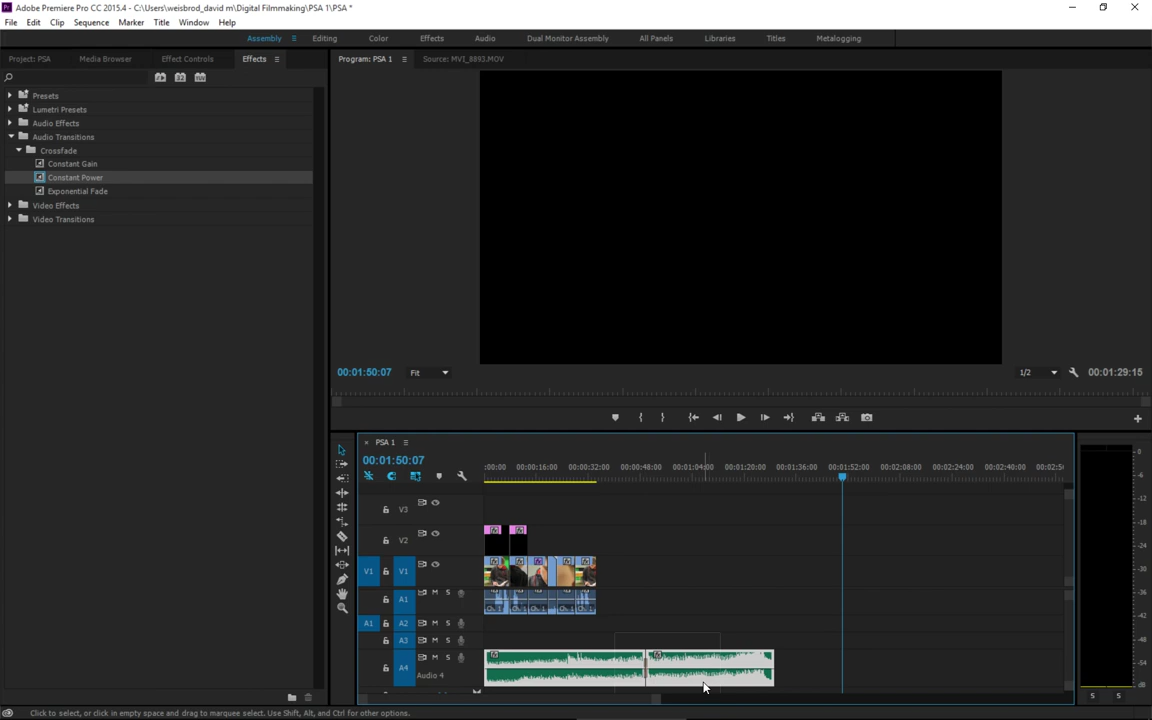 Adobe Premiere Pro CC 2015.4 - C:\Users\weisbrod_david m\Digital Filmmaking\PSA 1\PSA *
File Edit Clip Sequence Marker Title Window Help
Assembly Editing Color Effects Audio Dual Monitor Assembly All Panels Libraries Titles Metalogging
Project: PSA Media Browser Effect Controls Effects
Program: PSA 1 Source: MVI_8893.MOV
Presets
Lumetri Presets
Audio Effects
Audio Transitions
Crossfade
Constant Gain
Constant Power
Exponential Fade
Video Effects
Video Transitions
00:01:50:07 Fit 1/2 00:01:29:15
× PSA 1
00:01:50:07
:00:00 00:00:16:00 00:00:32:00 00:00:48:00 00:01:04:00 00:01:20:00 00:01:36:00 00:01:52:00 00:02:08:00 00:02:24:00 00:02:40:00 00:02:5
V3
V2
V1 V1
A1 M S
A1 A2 M S
A3 M S
A4 M S
Audio 4
0
-6
-12
-18
-24
-30
-36
-42
-48
-54
dB
S S
Click to select, or click in empty space and drag to marquee select. Use Shift, Alt, and Ctrl for other options.